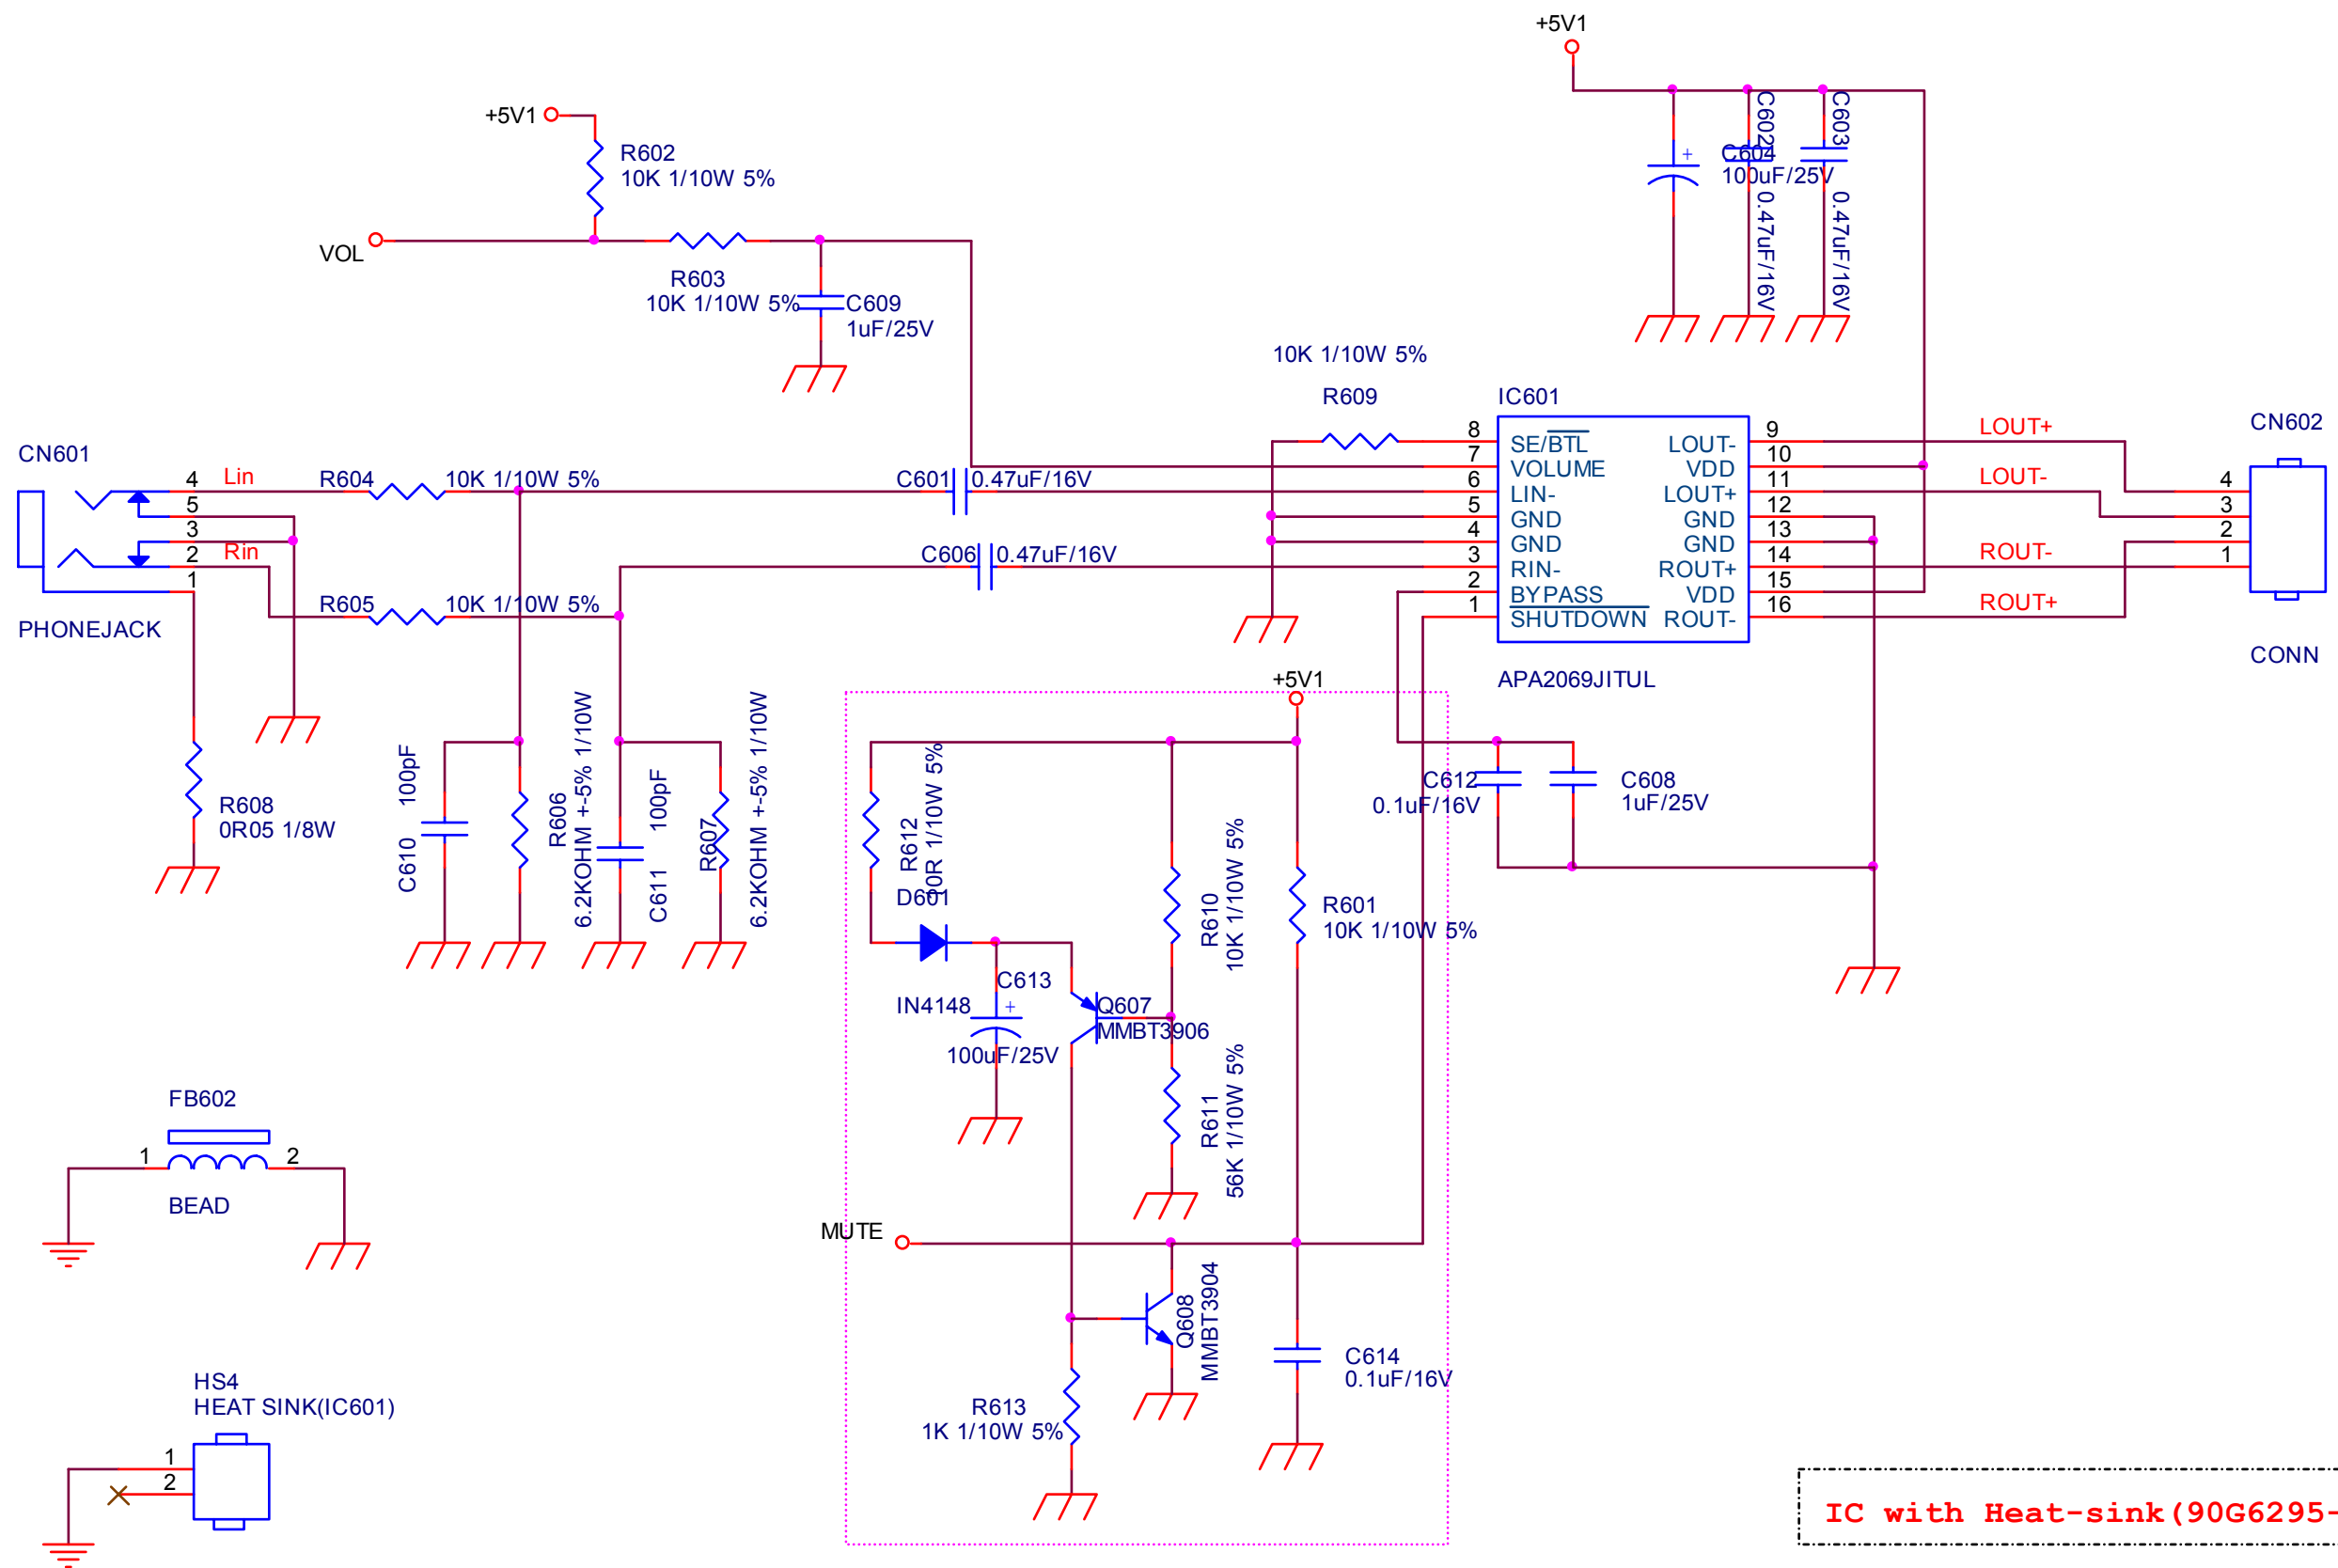 +5V1
+5V1
R602
10K 1/10W 5%
VOL
R603
10K 1/10W 5%
C609
1uF/25V
C602
0.47uF/16V
C603
0.47uF/16V
C604
100uF/25V
+
10K 1/10W 5%
R609
IC601
8
7
6
5
4
3
2
1
SE/BTL
VOLUME
LIN-
GND
GND
RIN-
BYPASS
SHUTDOWN
LOUT-
VDD
LOUT+
GND
GND
ROUT+
VDD
ROUT-
9
10
11
12
13
14
15
16
APA2069JITUL
LOUT+
LOUT-
ROUT-
ROUT+
CN602
4
3
2
1
CONN
CN601
4
5
3
2
1
Lin
Rin
PHONEJACK
R604
10K 1/10W 5%
C601
0.47uF/16V
C606
0.47uF/16V
R605
10K 1/10W 5%
R608
0R05 1/8W
C610
100pF
R606
6.2KOHM +-5% 1/10W
C611
100pF
R607
6.2KOHM +-5% 1/10W
+5V1
R612
D601
IN4148
C613
+
100uF/25V
Q607
MMBT3906
R610
10K 1/10W 5%
R611
56K 1/10W 5%
R601
10K 1/10W 5%
C612
0.1uF/16V
C608
1uF/25V
MUTE
Q608
MMBT3904
R613
1K 1/10W 5%
C614
0.1uF/16V
FB602
1
2
BEAD
HS4
HEAT SINK(IC601)
1
2
IC with Heat-sink(90G6295-